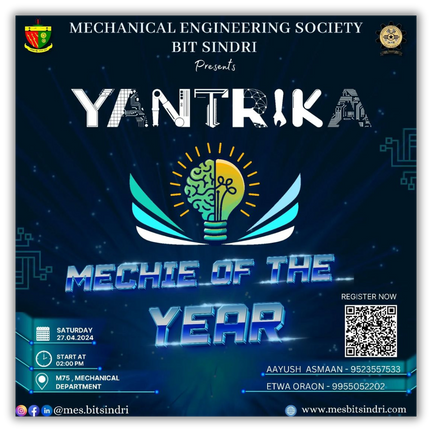 MECHANICAL ENGINEERING SOCIETY
BIT SINDRI
Presents
YANTRIKA
MECHIE OF THE
YEAR
REGISTER NOW
SATURDAY
27.04.2024
START AT
02:00 PM
M75, MECHANICAL
DEPARTMENT
AAYUSH ASMAAN - 9523557533
ETWA ORAON - 9955052202
@mes.bitsindri
www.mesbitsindri.com